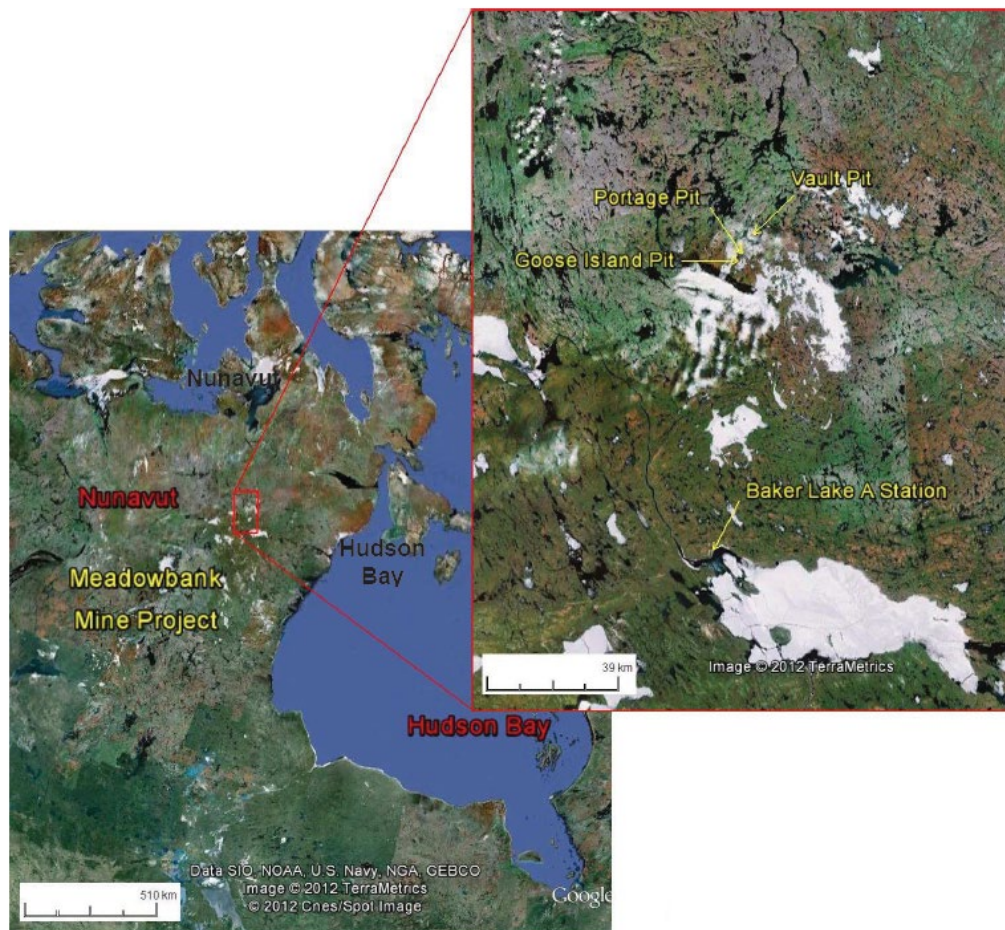 Vault Pit
Portage Pit
Goose Island Pit
Baker Lake A Station
Image © 2012 TerraMetrics
39 km
Nunavut
Nunavut
Hudson
Bay
Meadowbank
Mine Project
Hudson Bay
Data SIO, NOAA, U.S. Navy, NGA, GEBCO
Image © 2012 TerraMetrics
© 2012 Cnes/Spot Image
510 km
Google